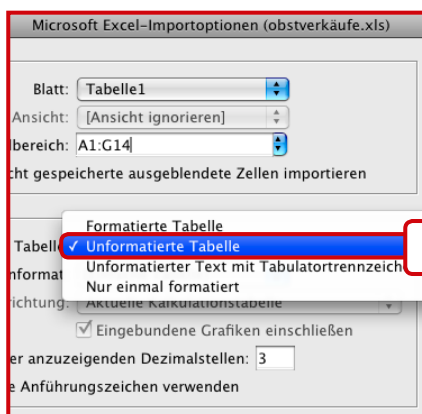 Microsoft Excel-Importoptionen (obstverkäufe.xls)
Blatt: Tabelle1
Ansicht: [Ansicht ignorieren]
lbereich: A1:G14
cht gespeicherte ausgeblendete Zellen importieren
Formatierte Tabelle
Tabell ✓ Unformatierte Tabelle
nformat Unformatierter Text mit Tabulatortrennzeich
Nur einmal formatiert
richtung: Aktuelle Kalkulationstabelle
Eingebundene Grafiken einschließen
er anzuzeigenden Dezimalstellen: 3
e Anführungszeichen verwenden